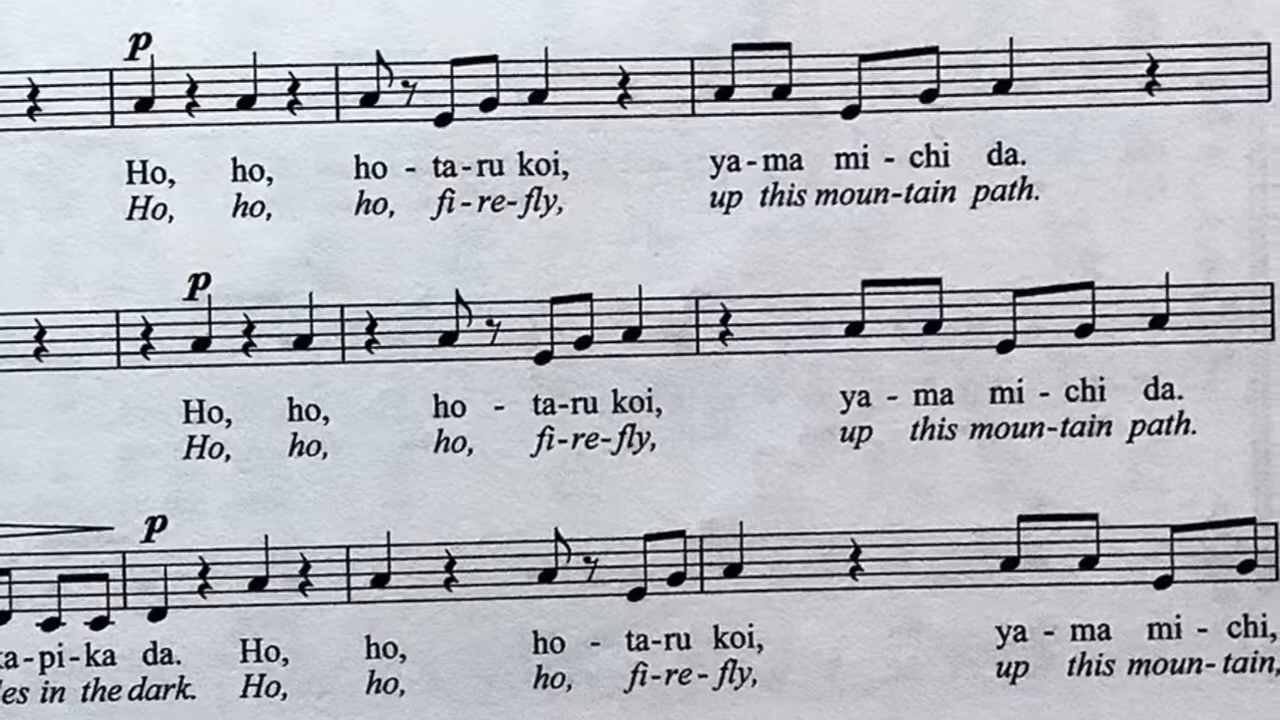 p
Ho, ho, ho - ta-ru koi, ya-ma mi - chi da.
Ho, ho, ho, fi-re-fly, up this moun-tain path.
p
Ho, ho, ho - ta-ru koi, ya - ma mi - chi da.
Ho, ho, ho, fi-re-fly, up this moun-tain path.
p
a-pi-ka da. Ho, ho, ho - ta-ru koi, ya - ma mi - chi,
es in the dark. Ho, ho, ho, fi-re-fly, up this moun-tain,